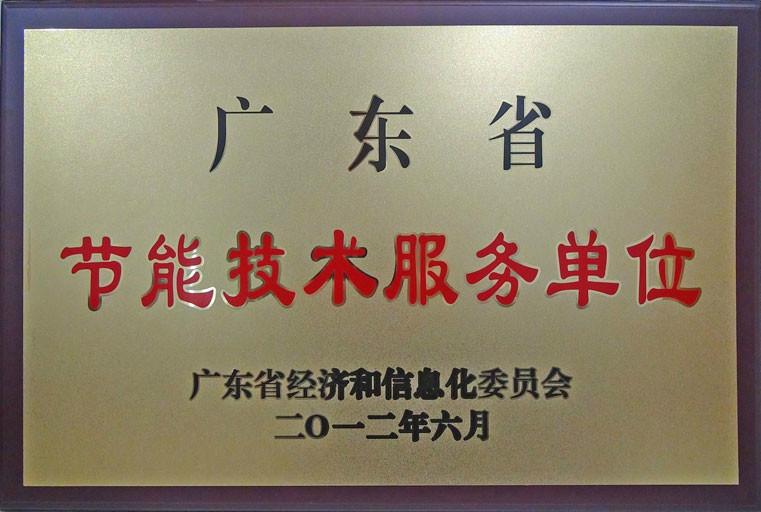 广东省
节能技术服务单位
广东省经济和信息化委员会
二〇一二年六月